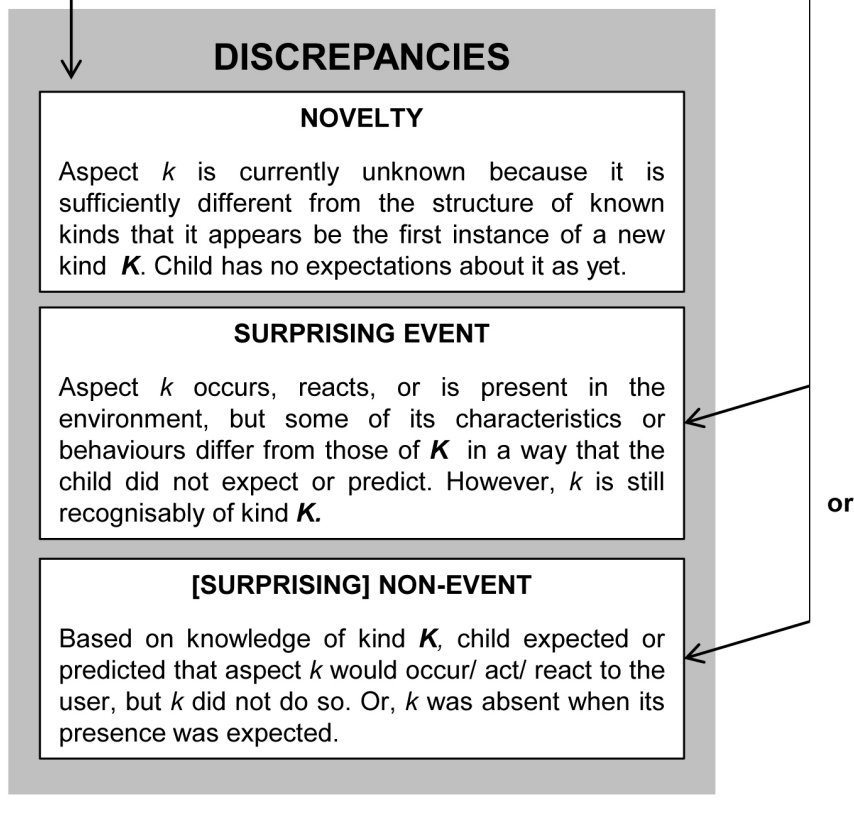 DISCREPANCIES
NOVELTY
Aspect k is currently unknown because it is
sufficiently different from the structure of known
kinds that it appears be the first instance of a new
kind K. Child has no expectations about it as yet.
SURPRISING EVENT
Aspect k occurs, reacts, or is present in the
environment, but some of its characteristics or
behaviours differ from those of K in a way that the
child did not expect or predict. However, k is still
recognisably of kind K.
or
[SURPRISING] NON-EVENT
Based on knowledge of kind K, child expected or
predicted that aspect k would occur/ act/ react to the
user, but k did not do so. Or, k was absent when its
presence was expected.